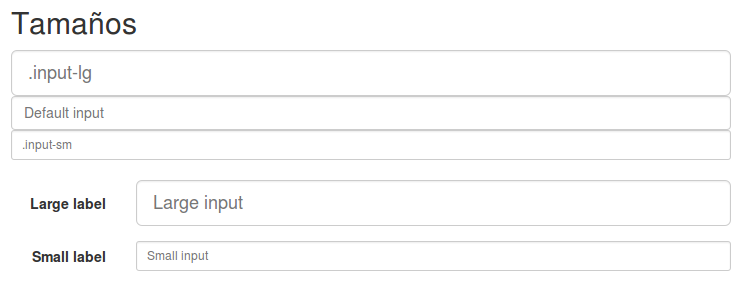 Tamaños
.input-lg
Default input
.input-sm
Large label
Large input
Small label
Small input